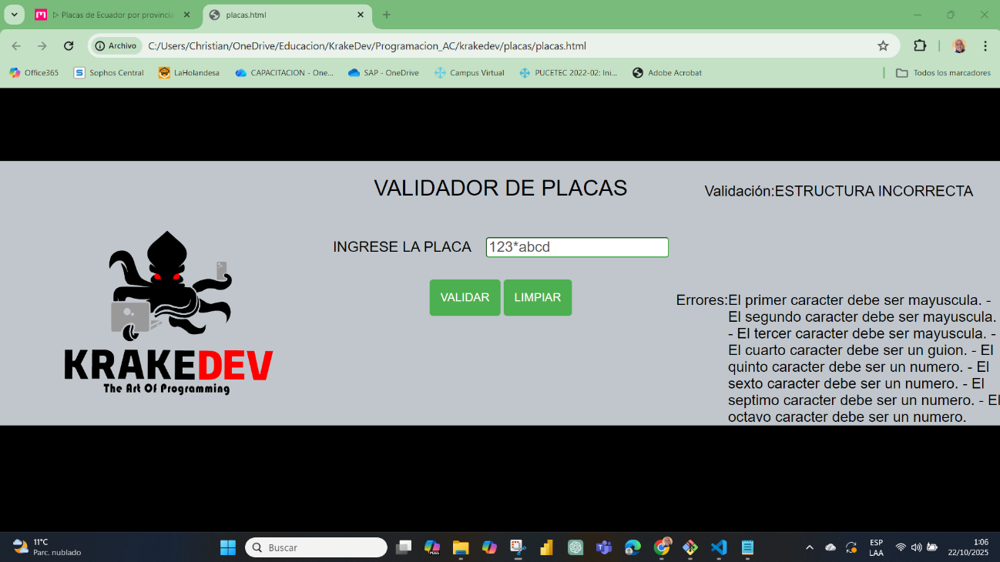 ▷ Placas de Ecuador por provincia
placas.html
Archivo
C:/Users/Christian/OneDrive/Educacion/KrakeDev/Programacion_AC/krakedev/placas/placas.html
Office365
Sophos Central
LaHolandesa
CAPACITACION - One...
SAP - OneDrive
Campus Virtual
PUCETEC 2022-02: Ini...
Adobe Acrobat
Todos los marcadores
VALIDADOR DE PLACAS
Validación:ESTRUCTURA INCORRECTA
INGRESE LA PLACA
123*abcd
VALIDAR
LIMPIAR
Errores:El primer caracter debe ser mayuscula. -
El segundo caracter debe ser mayuscula.
- El tercer caracter debe ser mayuscula. -
El cuarto caracter debe ser un guion. - El
quinto caracter debe ser un numero. - El
sexto caracter debe ser un numero. - El
septimo caracter debe ser un numero. - El
octavo caracter debe ser un numero.
KRAKEDEV
The Art Of Programming
11°C
Parc. nublado
Buscar
ESP
LAA
1:06
22/10/2025